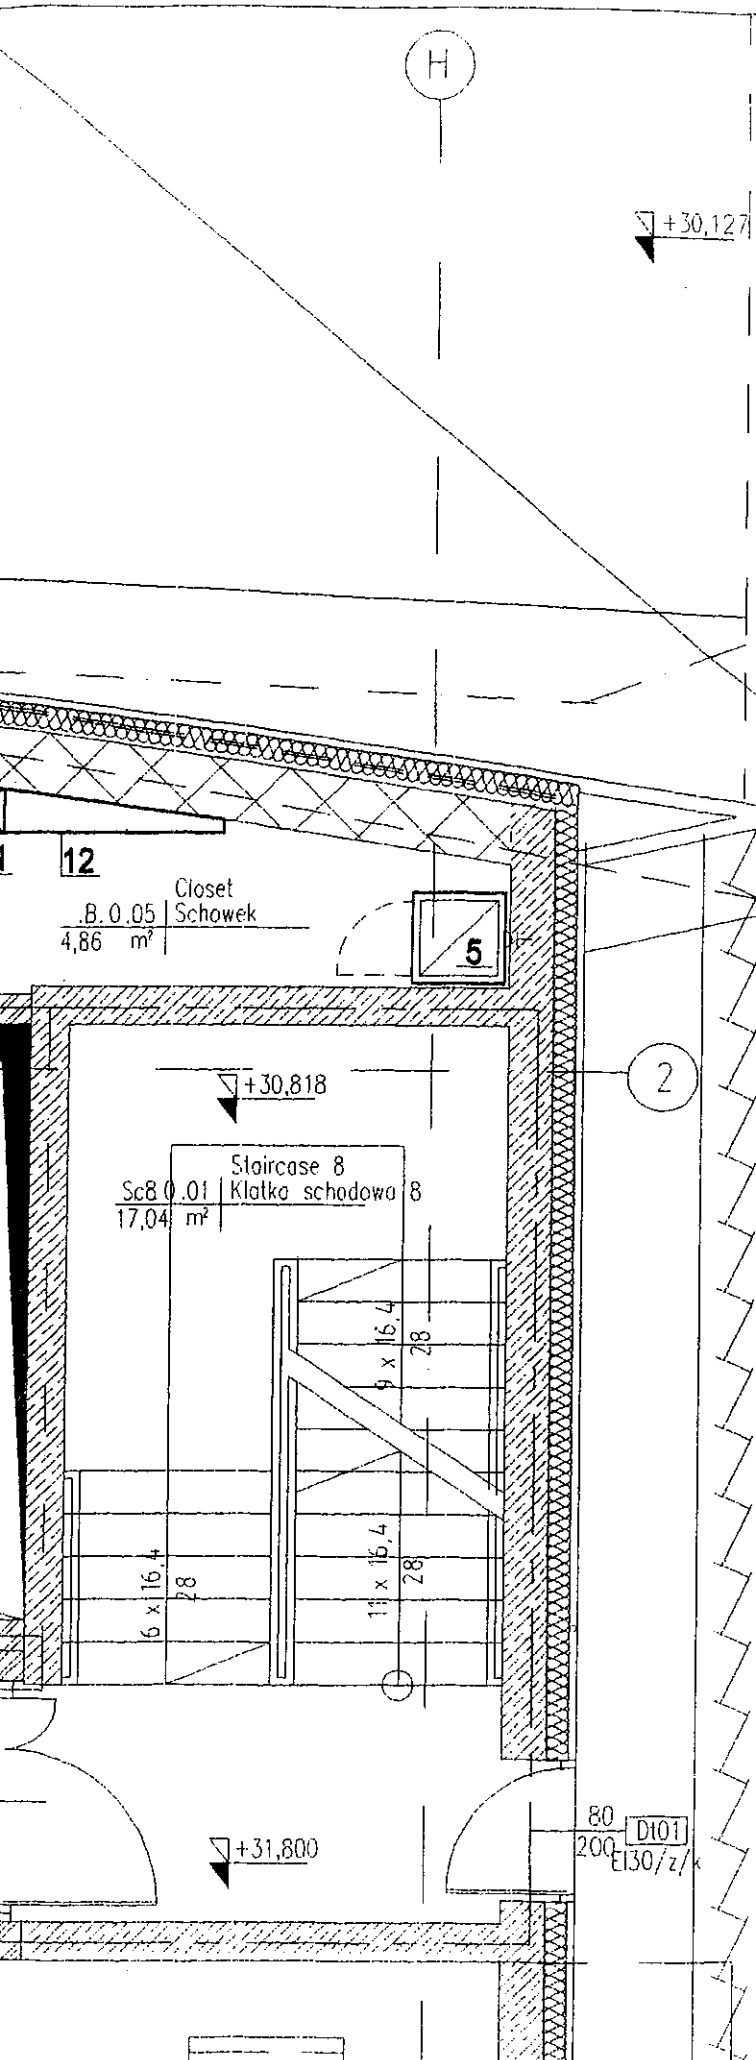 H
+30,127
12
Closet
.B.0.05 Schowek
4,86 m²
5
+30,818
2
Staircase 8
Sc8.0.01 Klatka schodowa 8
17,04 m²
9 x 16,4
28
6 x 16,4
28
11 x 16,4
28
80
200
Dt01
EI30/z/k
+31,800